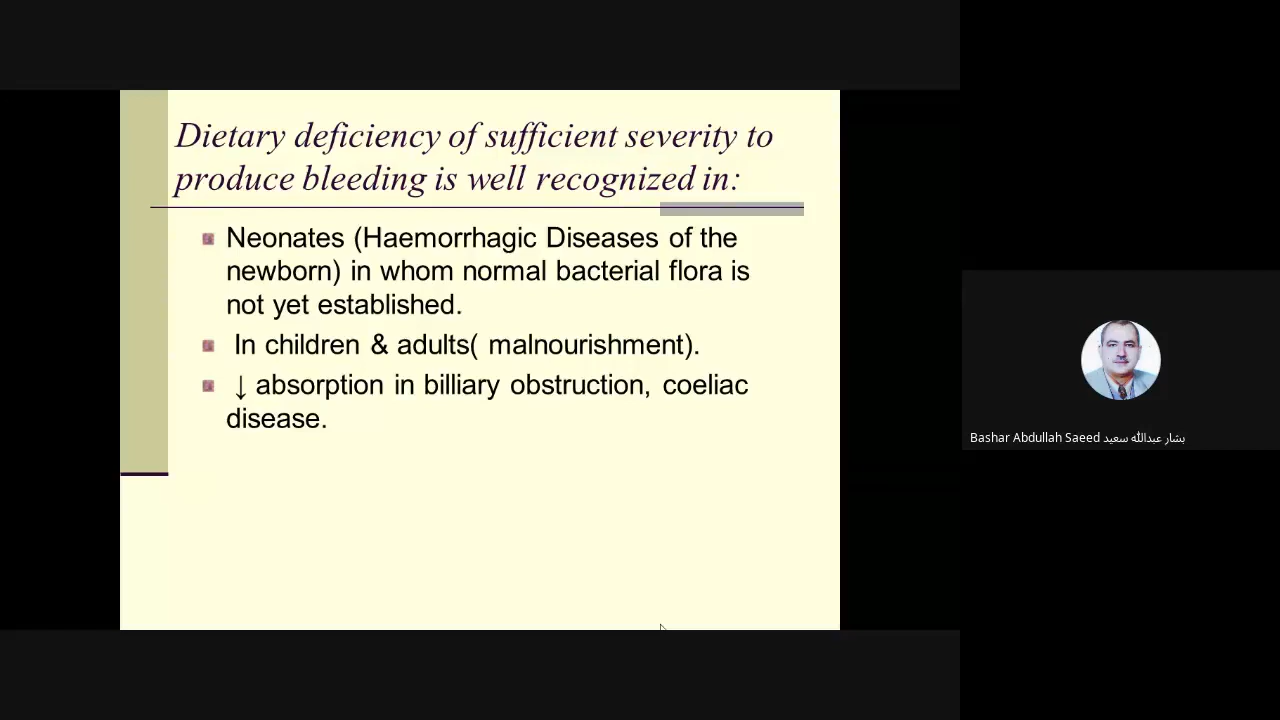 Dietary deficiency of sufficient severity to
produce bleeding is well recognized in:
Neonates (Haemorrhagic Diseases of the
newborn) in whom normal bacterial flora is
not yet established.
In children & adults( malnourishment).
↓ absorption in billiary obstruction, coeliac
disease.
Bashar Abdullah Saeed بشار عبدالله سعيد